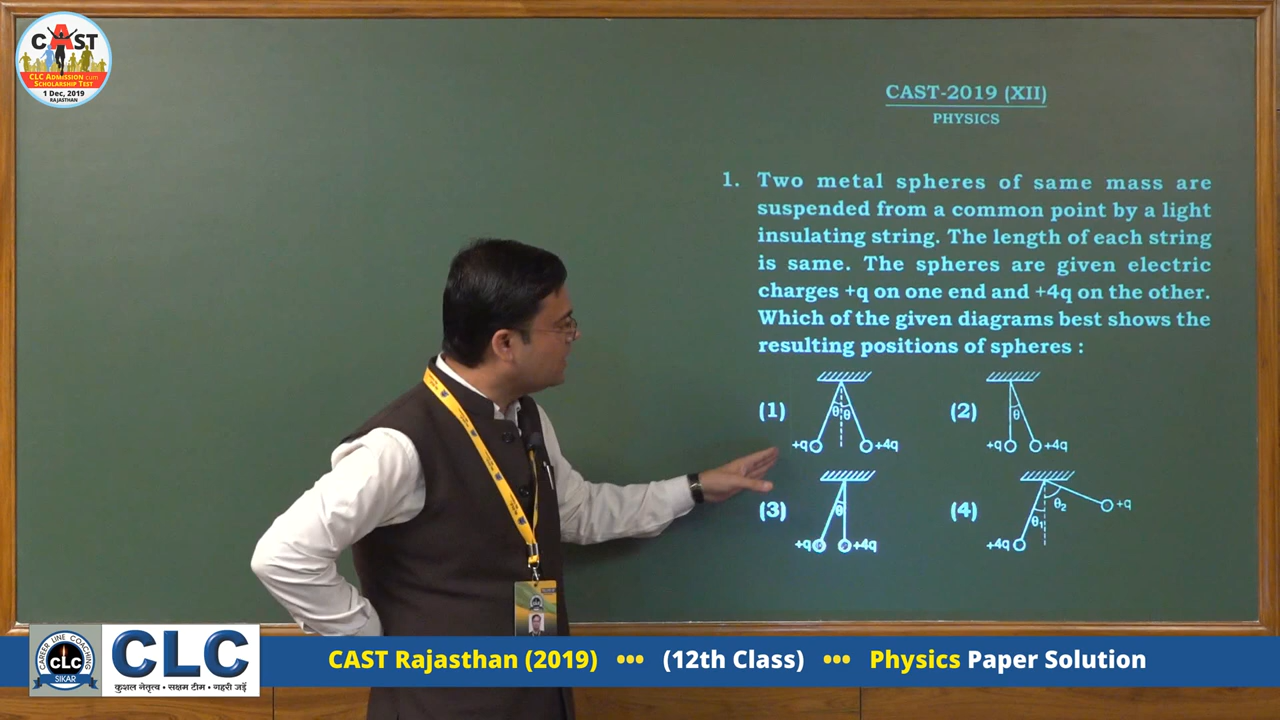 CAST
CLC ADMISSION CUM
SCHOLARSHIP TEST
1 Dec, 2019
RAJASTHAN
CAST-2019 (XII)
PHYSICS
1. Two metal spheres of same mass are
suspended from a common point by a light
insulating string. The length of each string
is same. The spheres are given electric
charges +q on one end and +4q on the other.
Which of the given diagrams best shows the
resulting positions of spheres :
(1) θ θ +q +4q
(2) θ +q +4q
(3) θ +q +4q
(4) θ1 θ2 +4q +q
CAREER LINE COACHING
CLC
SIKAR
CLC
कुशल नेतृत्व • सक्षम टीम • गहरी जड़ें
CAST Rajasthan (2019) ••• (12th Class) ••• Physics Paper Solution